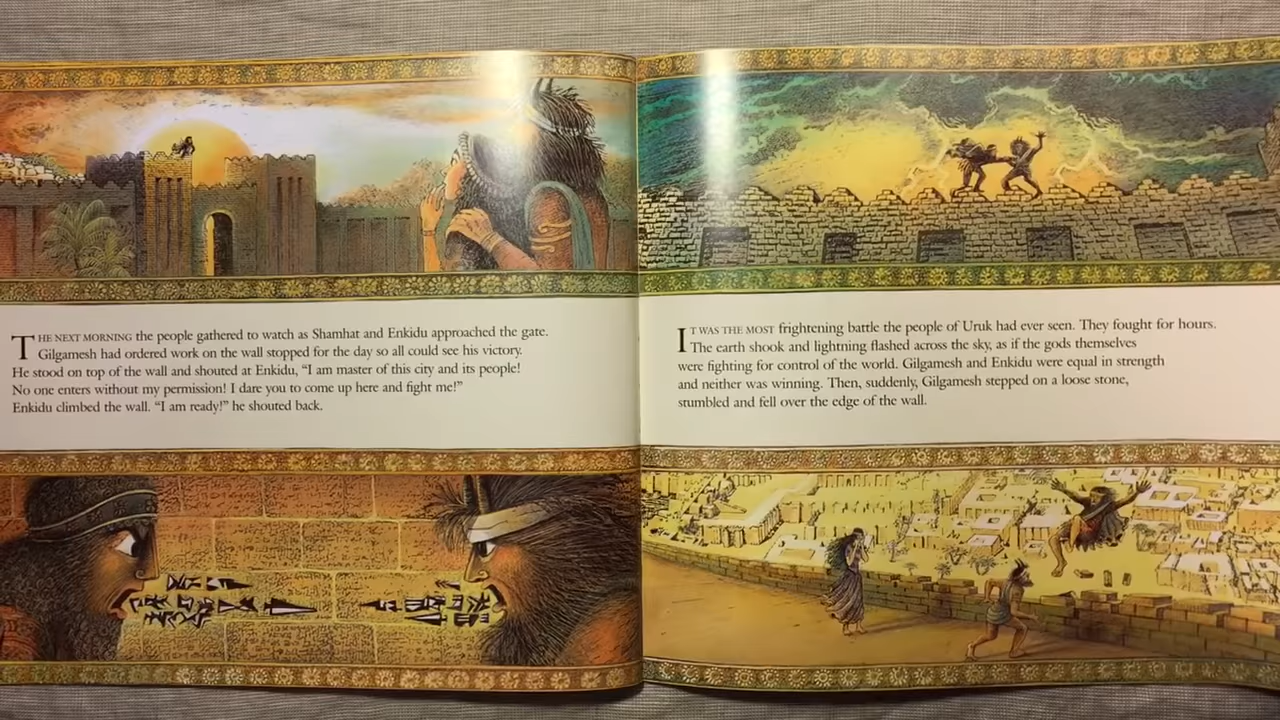 THE NEXT MORNING the people gathered to watch as Shamhat and Enkidu approached the gate.
Gilgamesh had ordered work on the wall stopped for the day so all could see his victory.
He stood on top of the wall and shouted at Enkidu, “I am master of this city and its people!
No one enters without my permission! I dare you to come up here and fight me!”
Enkidu climbed the wall. “I am ready!” he shouted back.
IT WAS THE MOST frightening battle the people of Uruk had ever seen. They fought for hours.
The earth shook and lightning flashed across the sky, as if the gods themselves
were fighting for control of the world. Gilgamesh and Enkidu were equal in strength
and neither was winning. Then, suddenly, Gilgamesh stepped on a loose stone,
stumbled and fell over the edge of the wall.